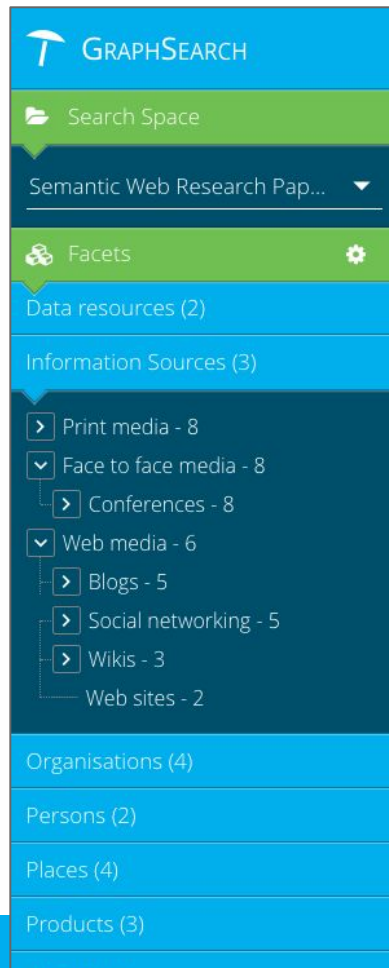 GRAPHSEARCH
Search Space
Semantic Web Research Pap...
Facets
Data resources (2)
Information Sources (3)
Print media - 8
Face to face media - 8
Conferences - 8
Web media - 6
Blogs - 5
Social networking - 5
Wikis - 3
Web sites - 2
Organisations (4)
Persons (2)
Places (4)
Products (3)